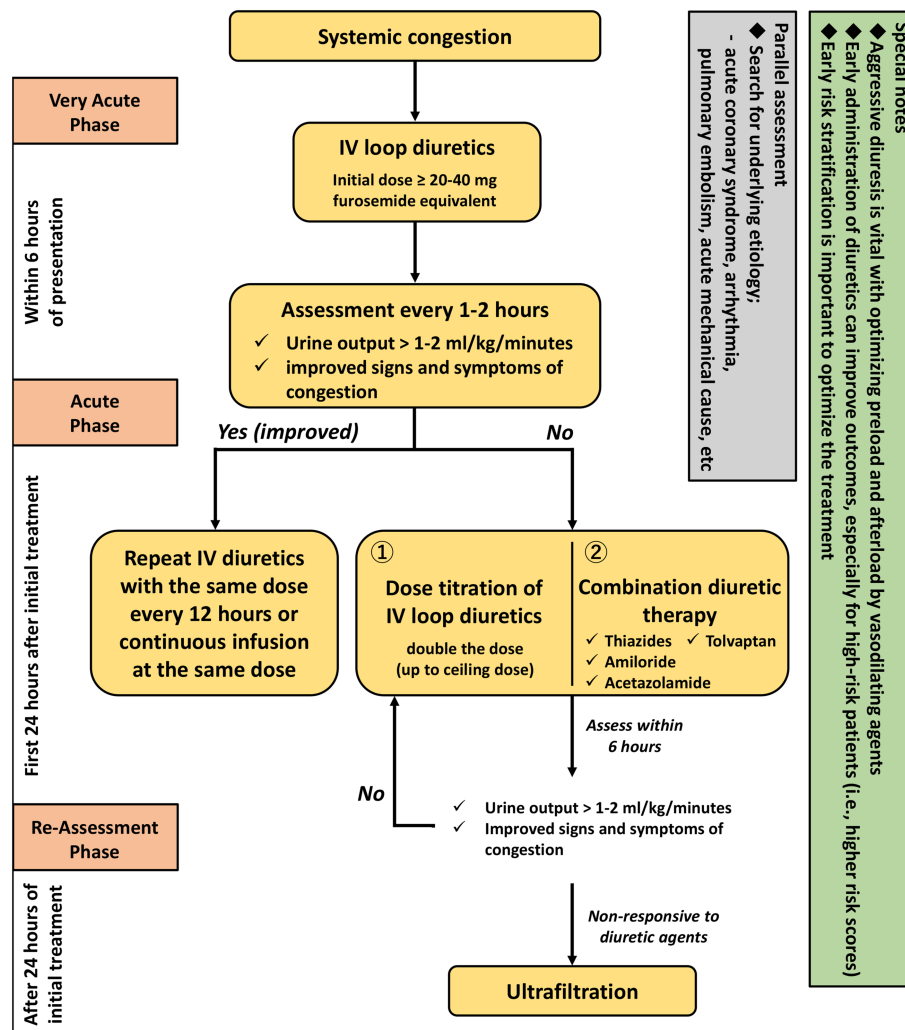 Systemic congestion
Very Acute
Phase
Within 6 hours
of presentation
IV loop diuretics
Initial dose ≥ 20-40 mg
furosemide equivalent
Assessment every 1-2 hours
✓ Urine output > 1-2 ml/kg/minutes
✓ improved signs and symptoms of
congestion
Acute
Phase
First 24 hours after initial treatment
Yes (improved)
No
Repeat IV diuretics
with the same dose
every 12 hours or
continuous infusion
at the same dose
①
Dose titration of
IV loop diuretics
double the dose
(up to ceiling dose)
②
Combination diuretic
therapy
✓ Thiazides ✓ Tolvaptan
✓ Amiloride
✓ Acetazolamide
Assess within
6 hours
No
✓ Urine output > 1-2 ml/kg/minutes
✓ Improved signs and symptoms of
congestion
Re-Assessment
Phase
After 24 hours of
initial treatment
Non-responsive to
diuretic agents
Ultrafiltration
Parallel assessment
◆ Search for underlying etiology;
- acute coronary syndrome, arrhythmia,
pulmonary embolism, acute mechanical cause, etc
Special notes
◆ Aggressive diuresis is vital with optimizing preload and afterload by vasodilating agents
◆ Early administration of diuretics can improve outcomes, especially for high-risk patients (i.e., higher risk scores)
◆ Early risk stratification is important to optimize the treatment